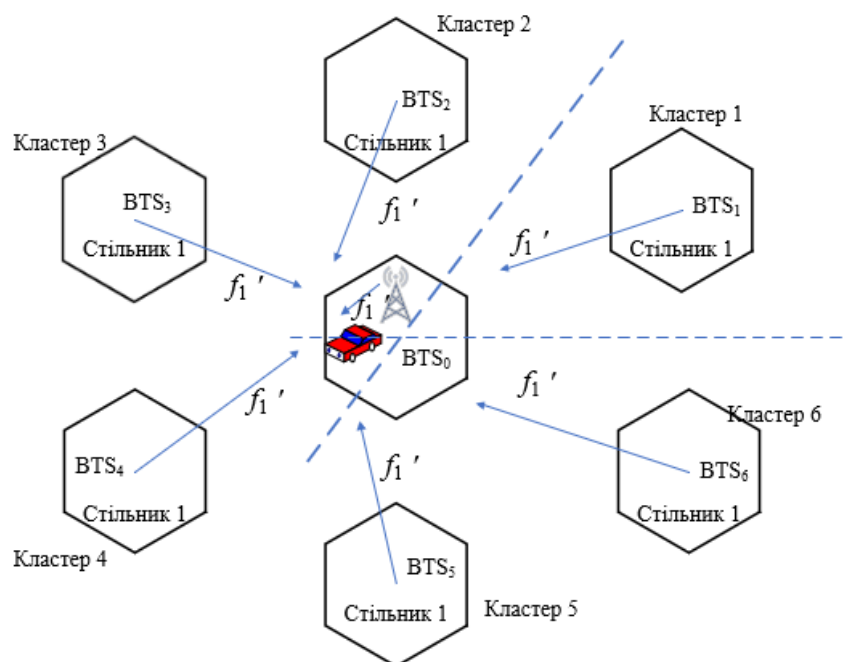 Кластер 2
BTS₂
Стільник 1
f₁ ′
Кластер 1
BTS₁
Стільник 1
f₁ ′
Кластер 3
BTS₃
Стільник 1
f₁ ′
f₁ ′
BTS₀
Кластер 6
BTS₆
Стільник 1
f₁ ′
f₁ ′
BTS₄
Стільник 1
Кластер 4
f₁ ′
BTS₅
Стільник 1
Кластер 5